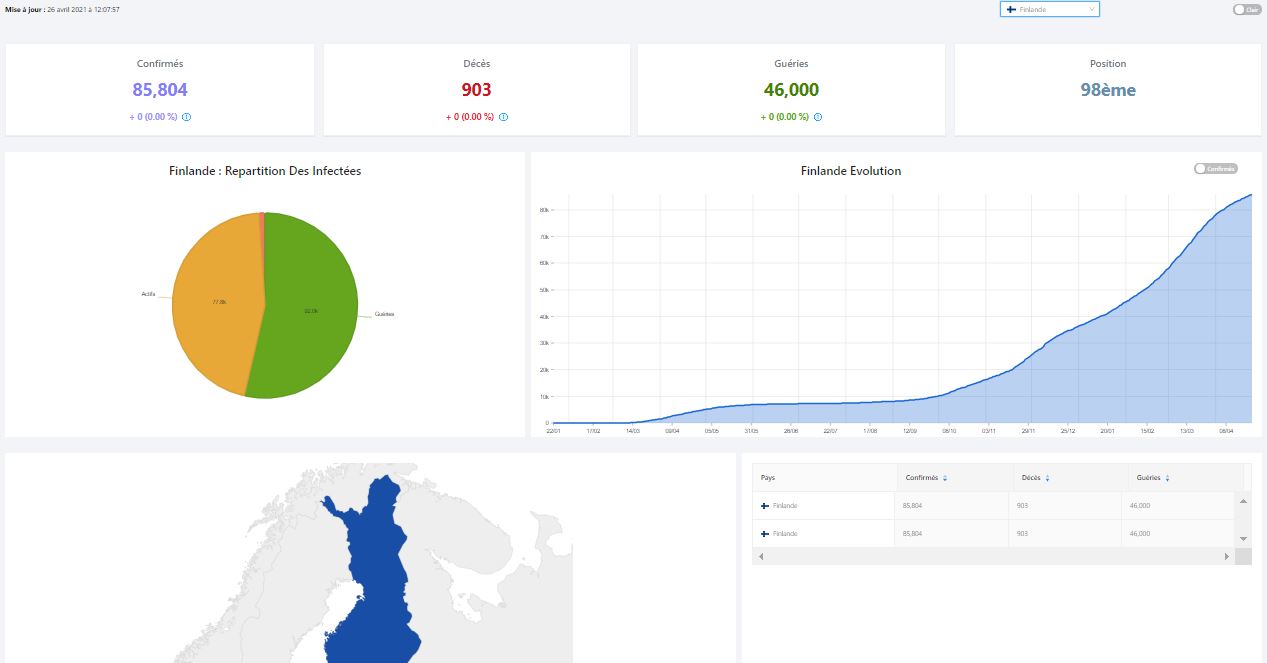 Mise à jour : 26 avril 2021 à 12:07:57
Finlande
Clair
Confirmés
85,804
+ 0 (0.00 %)
Décès
903
+ 0 (0.00 %)
Guéries
46,000
+ 0 (0.00 %)
Position
98ème
Finlande : Repartition Des Infectées
Actifs
77.8k
Guéries
Finlande Evolution
Confirmés
80k
70k
60k
50k
40k
30k
20k
10k
0
22/01 17/02 14/03 09/04 05/05 31/05 26/06 22/07 17/08 12/09 08/10 03/11 29/11 25/12 20/01 15/02 13/03 08/04
Pays Confirmés Décès Guéries
Finlande 85,804 903 46,000
Finlande 85,804 903 46,000